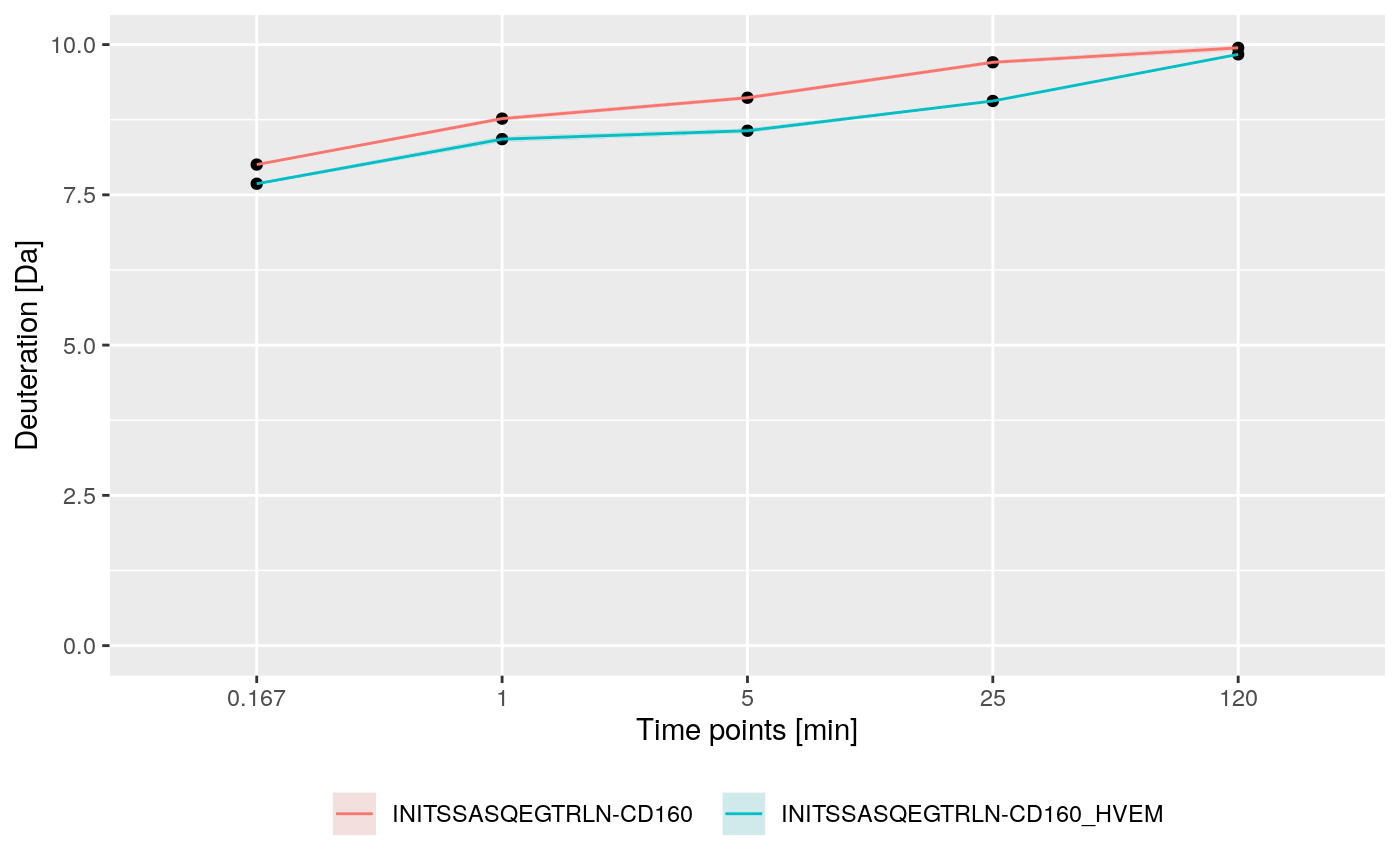 10.0
7.5
5.0
2.5
0.0
Deuteration [Da]
0.167 1 5 25 120
Time points [min]
INITSSASQEGTRLN-CD160 INITSSASQEGTRLN-CD160_HVEM